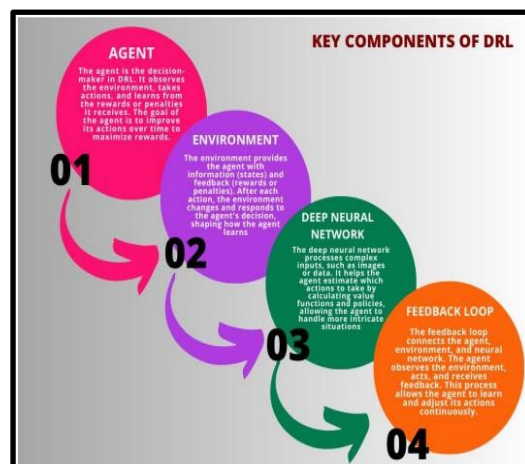 KEY COMPONENTS OF DRL
AGENT
The agent is the decision-
maker in DRL. It observes
the environment, takes
actions, and learns from
the rewards or penalties
it receives. The goal of
the agent is to improve
its actions over time to
maximize rewards.
01
ENVIRONMENT
The environment provides
the agent with
information (states) and
feedback (rewards or
penalties). After each
action, the environment
changes and responds to
the agent's decision,
shaping how the agent
learns
02
DEEP NEURAL
NETWORK
The deep neural network
processes complex
inputs, such as images
or data. It helps the
agent estimate which
actions to take by
calculating value
functions and policies,
allowing the agent to
handle more intricate
situations
03
FEEDBACK LOOP
The feedback loop
connects the agent,
environment, and neural
network. The agent
observes the environment,
acts, and receives
feedback. This process
allows the agent to learn
and adjust its actions
continuously.
04